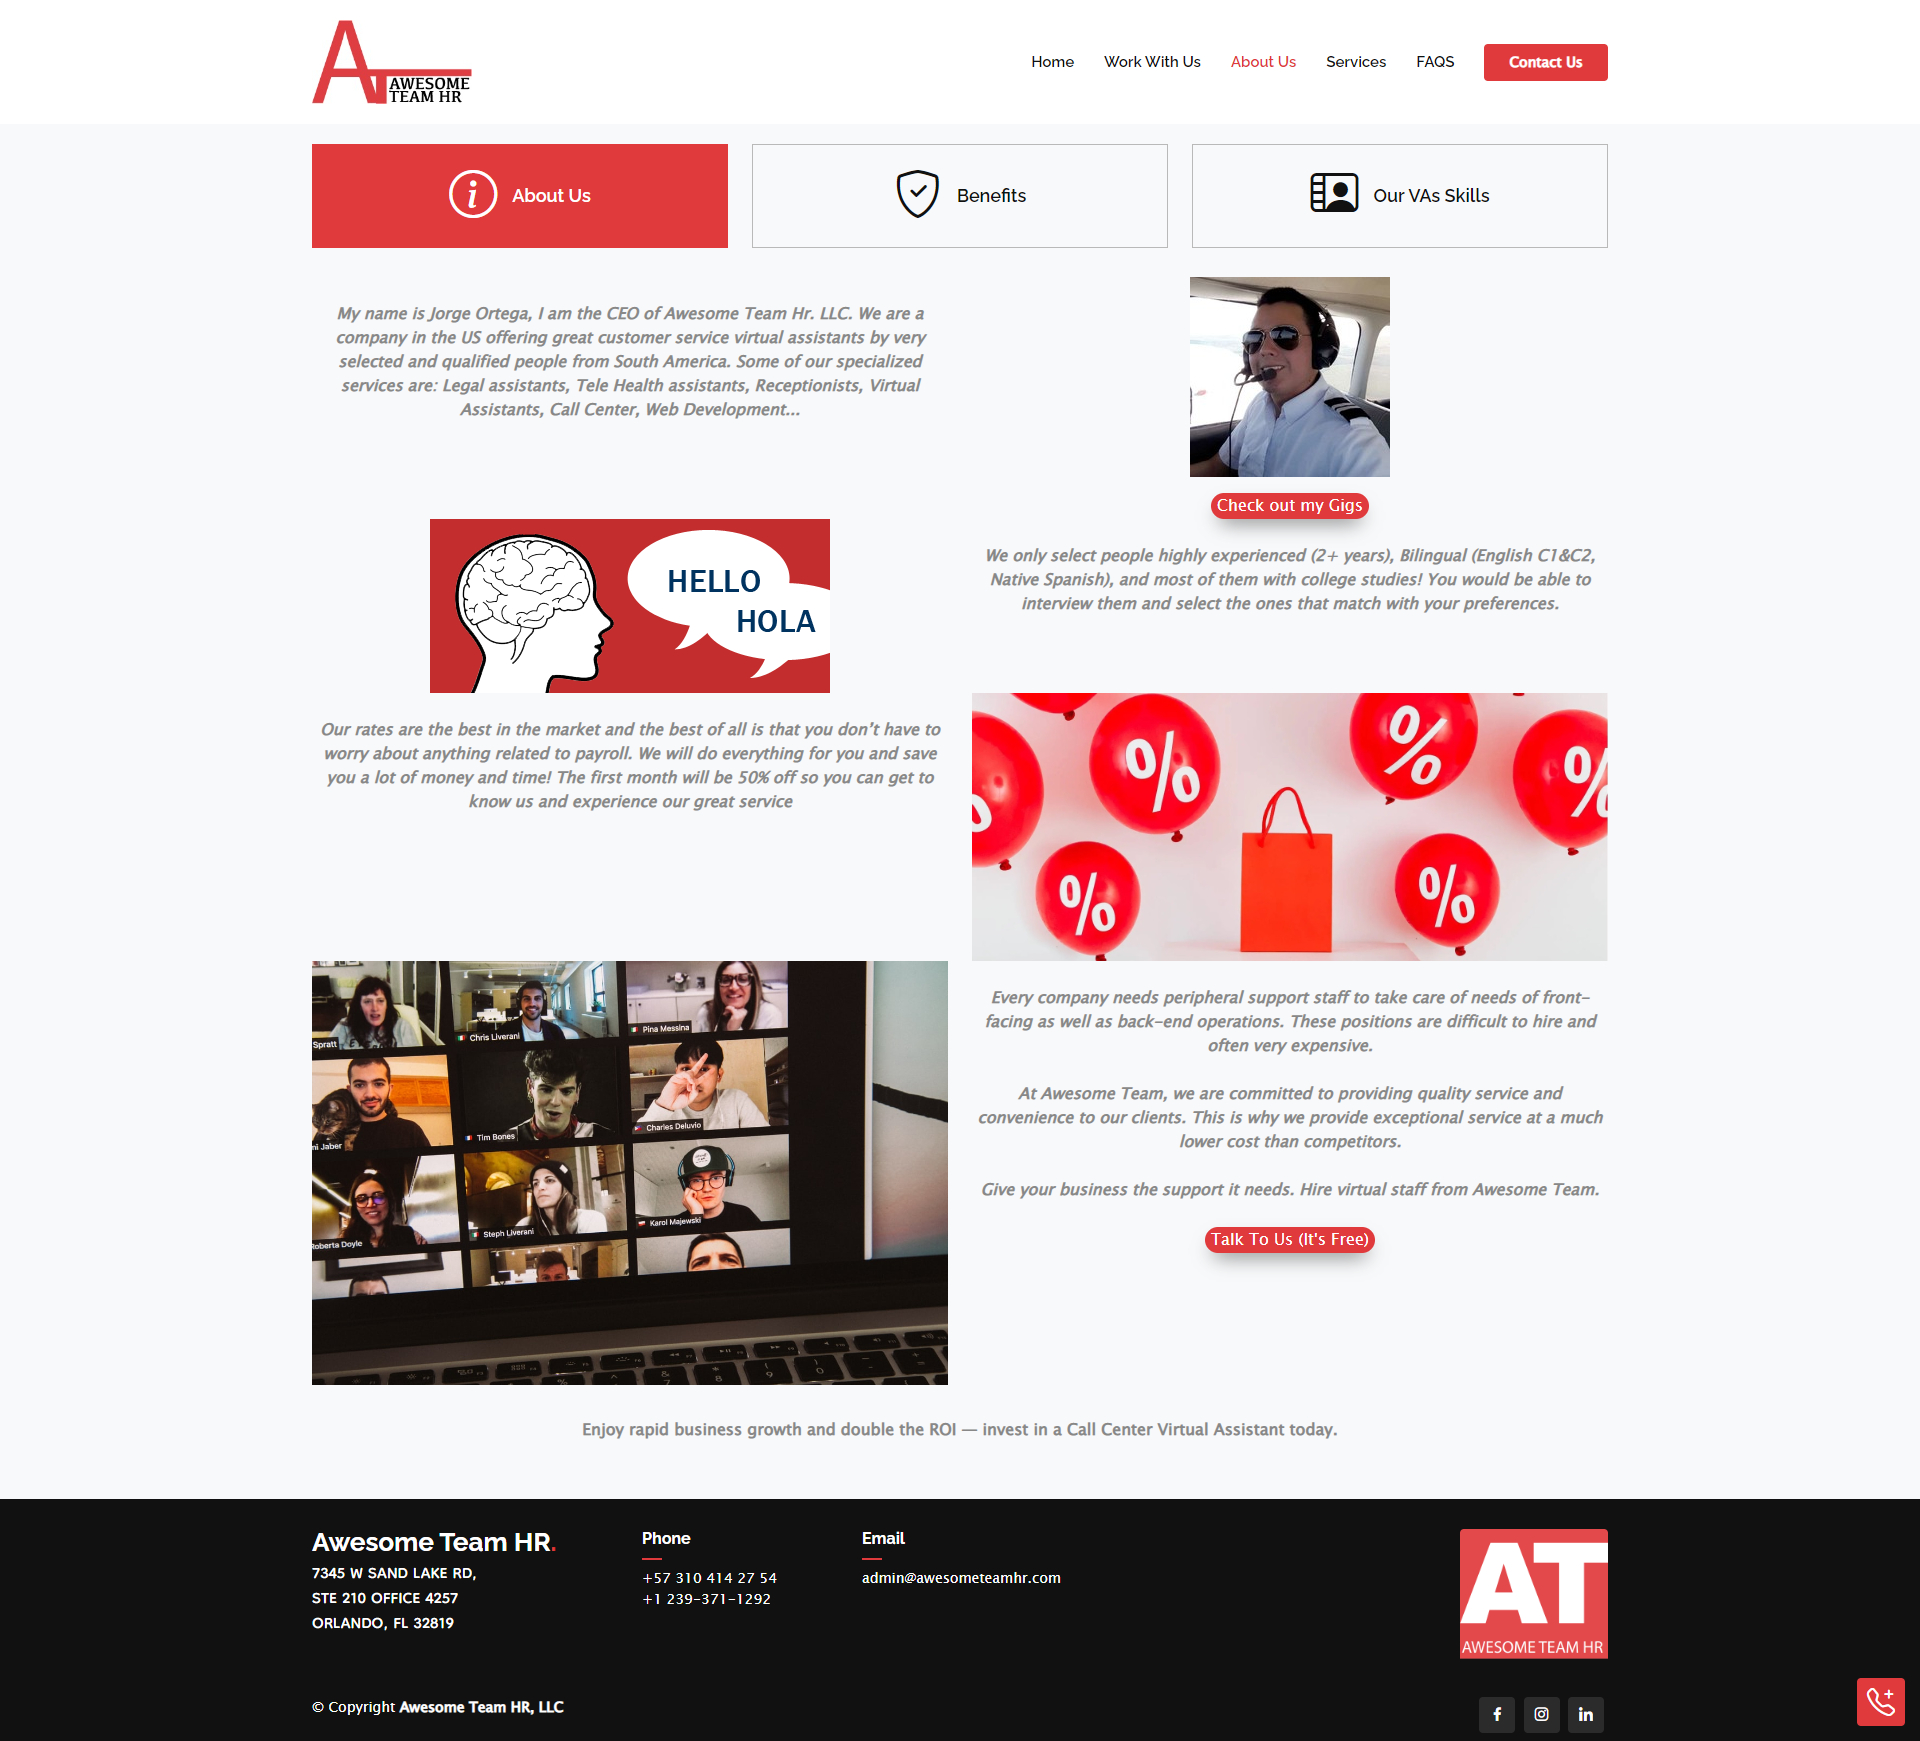 AWESOME
TEAM HR
Home
Work With Us
About Us
Services
FAQS
Contact Us
About Us
Benefits
Our VAs Skills
My name is Jorge Ortega, I am the CEO of Awesome Team Hr. LLC. We are a
company in the US offering great customer service virtual assistants by very
selected and qualified people from South America. Some of our specialized
services are: Legal assistants, Tele Health assistants, Receptionists, Virtual
Assistants, Call Center, Web Development...
Check out my Gigs
HELLO
HOLA
We only select people highly experienced (2+ years), Bilingual (English C1&C2,
Native Spanish), and most of them with college studies! You would be able to
interview them and select the ones that match with your preferences.
Our rates are the best in the market and the best of all is that you don't have to
worry about anything related to payroll. We will do everything for you and save
you a lot of money and time! The first month will be 50% off so you can get to
know us and experience our great service
%
%
%
%
%
Spratt
Chris Liverani
Pina Messina
ni Jaber
Tim Bones
Charles Deluvio
Roberta Doyle
Steph Liverani
Karol Majewski
Every company needs peripheral support staff to take care of needs of front-
facing as well as back-end operations. These positions are difficult to hire and
often very expensive.
At Awesome Team, we are committed to providing quality service and
convenience to our clients. This is why we provide exceptional service at a much
lower cost than competitors.
Give your business the support it needs. Hire virtual staff from Awesome Team.
Talk To Us (It's Free)
Enjoy rapid business growth and double the ROI — invest in a Call Center Virtual Assistant today.
Awesome Team HR.
7345 W SAND LAKE RD,
STE 210 OFFICE 4257
ORLANDO, FL 32819
Phone
+57 310 414 27 54
+1 239-371-1292
Email
admin@awesometeamhr.com
AT
AWESOME TEAM HR
© Copyright Awesome Team HR, LLC